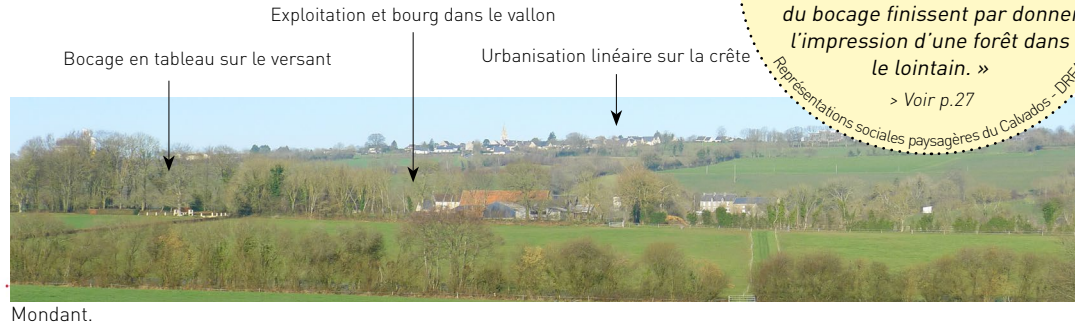 Exploitation et bourg dans le vallon
Bocage en tableau sur le versant
Urbanisation linéaire sur la crête
du bocage finissent par donner
l'impression d'une forêt dans
le lointain. »
> Voir p.27
Représentations sociales paysagères du Calvados -
Mondant.